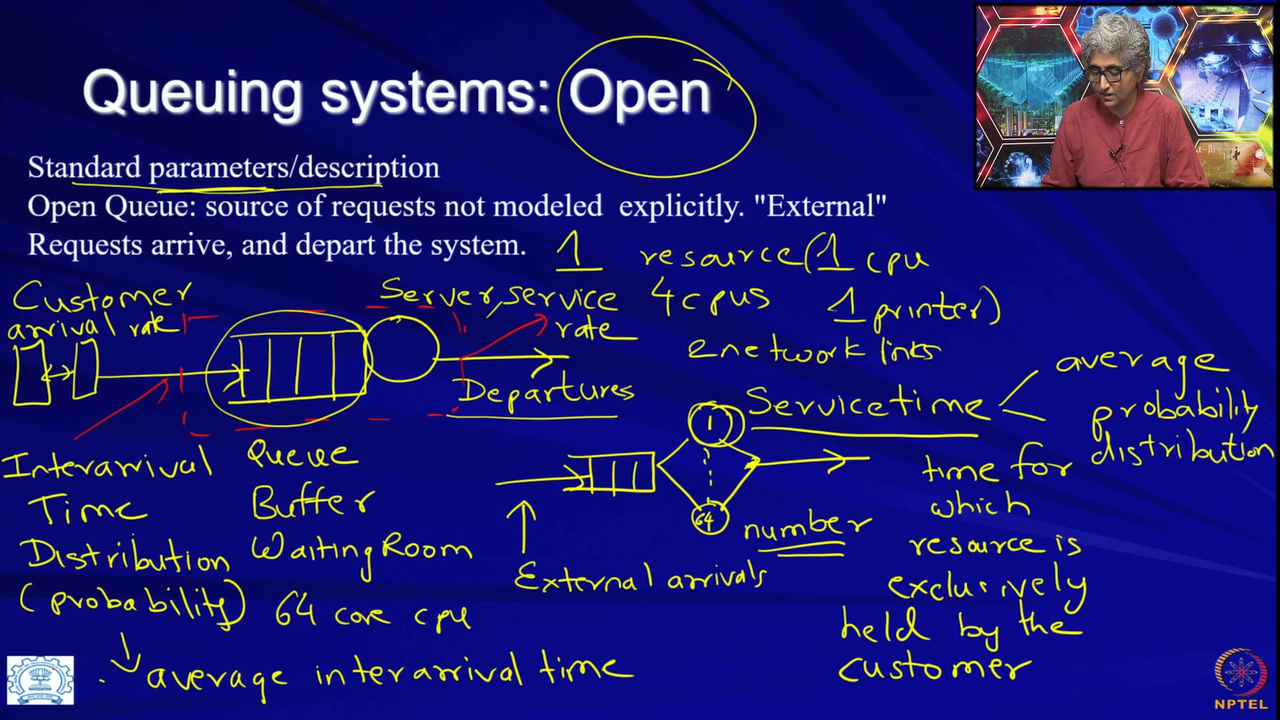 Queuing systems: Open
Standard parameters/description
Open Queue: source of requests not modeled explicitly. "External"
Requests arrive, and depart the system.
1 resource (1 cpu
4 cpus 1 printer)
2 network links
Customer
arrival rate
Server, service
rate
Departures
Interarrival
Time
Distribution
(probability)
average interarrival time
Queue
Buffer
Waiting Room
64 core cpu
1
64
number
External arrivals
Service time
average
probability
distribution
time for
which
resource is
exclusively
held by the
customer
NPTEL